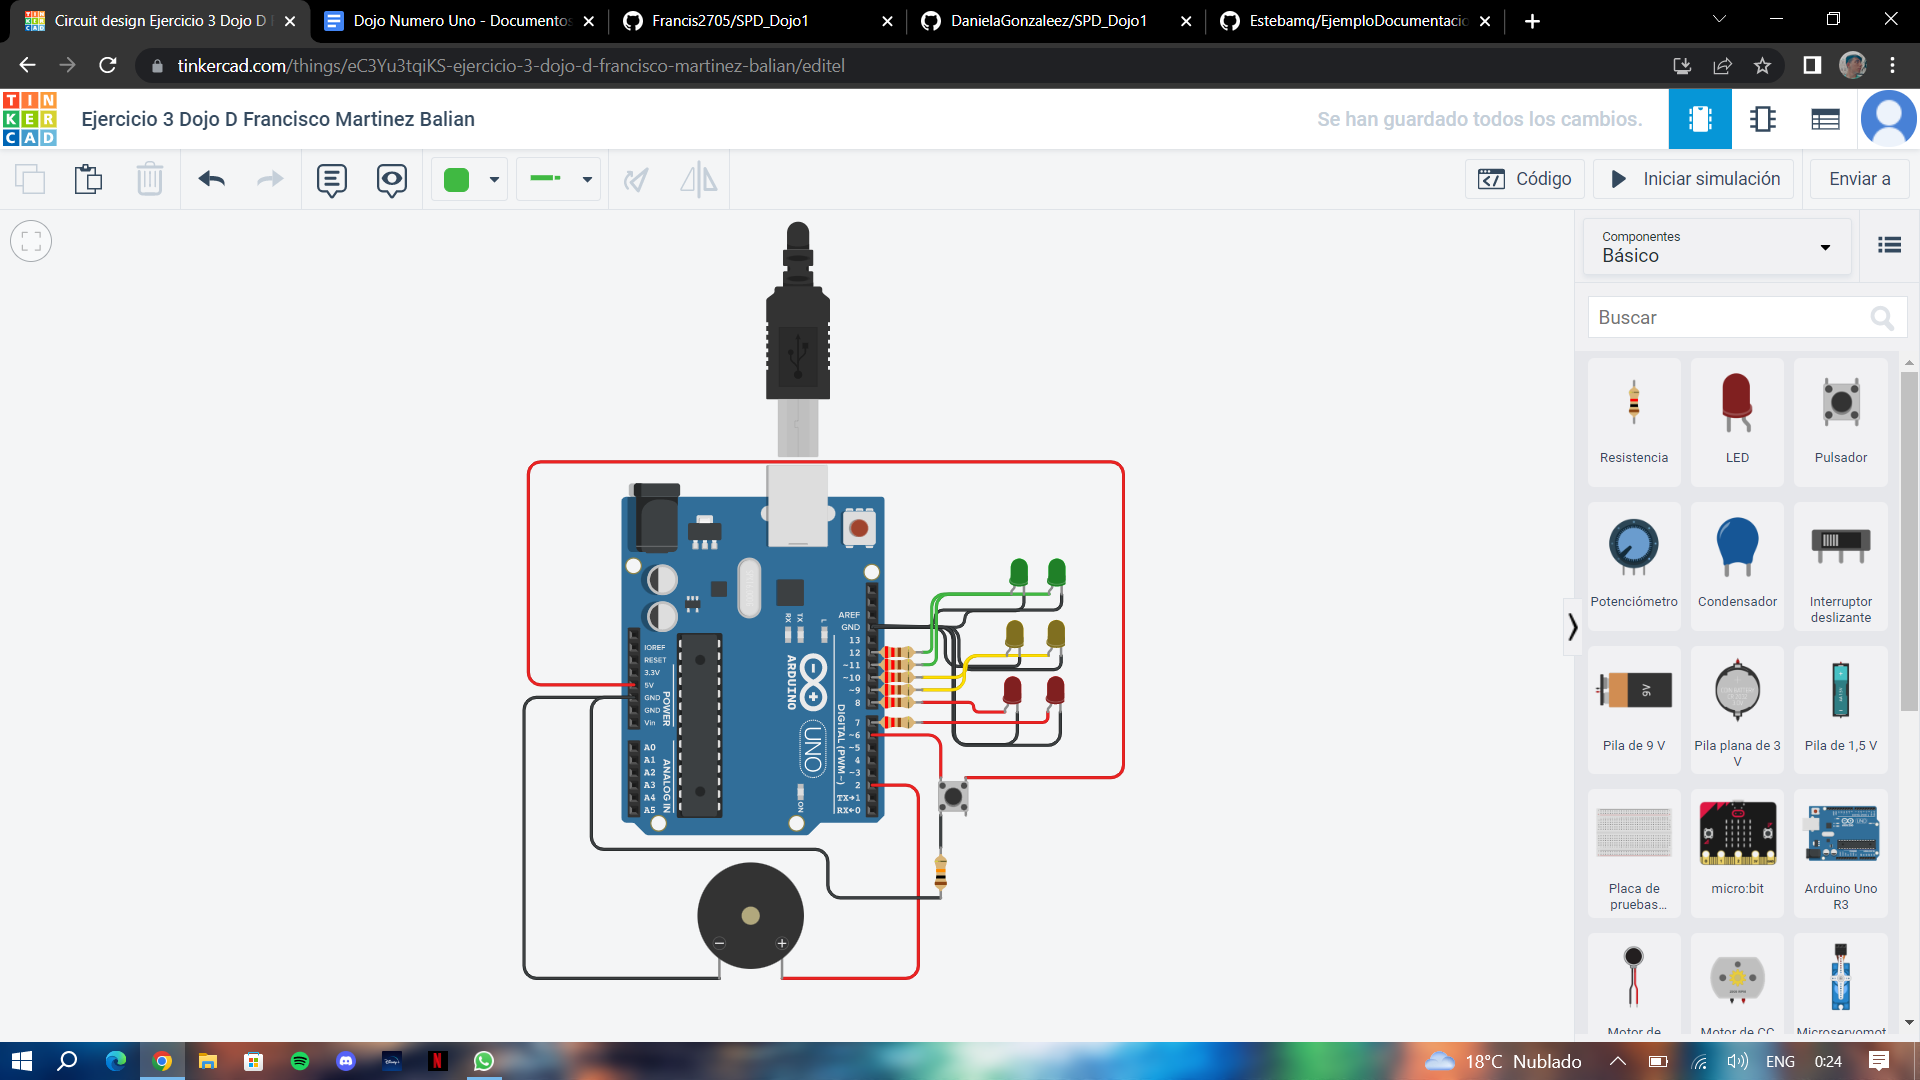 Circuit design Ejercicio 3 Dojo D
Dojo Numero Uno - Documentos
Francis2705/SPD_Dojo1
DanielaGonzaleez/SPD_Dojo1
Estebamq/EjemploDocumentacio
tinkercad.com/things/eC3Yu3tqiKS-ejercicio-3-dojo-d-francisco-martinez-balian/editel
TIN
KER
CAD
Ejercicio 3 Dojo D Francisco Martinez Balian
Se han guardado todos los cambios.
Código
Iniciar simulación
Enviar a
Componentes
Básico
Buscar
Resistencia
LED
Pulsador
Potenciómetro
Condensador
Interruptor
deslizante
9V
Pila de 9 V
Pila plana de 3
V
Pila de 1,5 V
Placa de
pruebas...
micro:bit
Arduino Uno
R3
Motor de
Motor de CC
Microservomot
AREF
GND
13
12
~11
~10
~9
8
7
~6
~5
4
~3
2
TX→1
RX←0
DIGITAL (PWM~)
RX
TX
L
ARDUINO
UNO
ON
IOREF
RESET
3.3V
5V
GND
GND
Vin
POWER
A0
A1
A2
A3
A4
A5
ANALOG IN
18°C Nublado
ENG
0:24